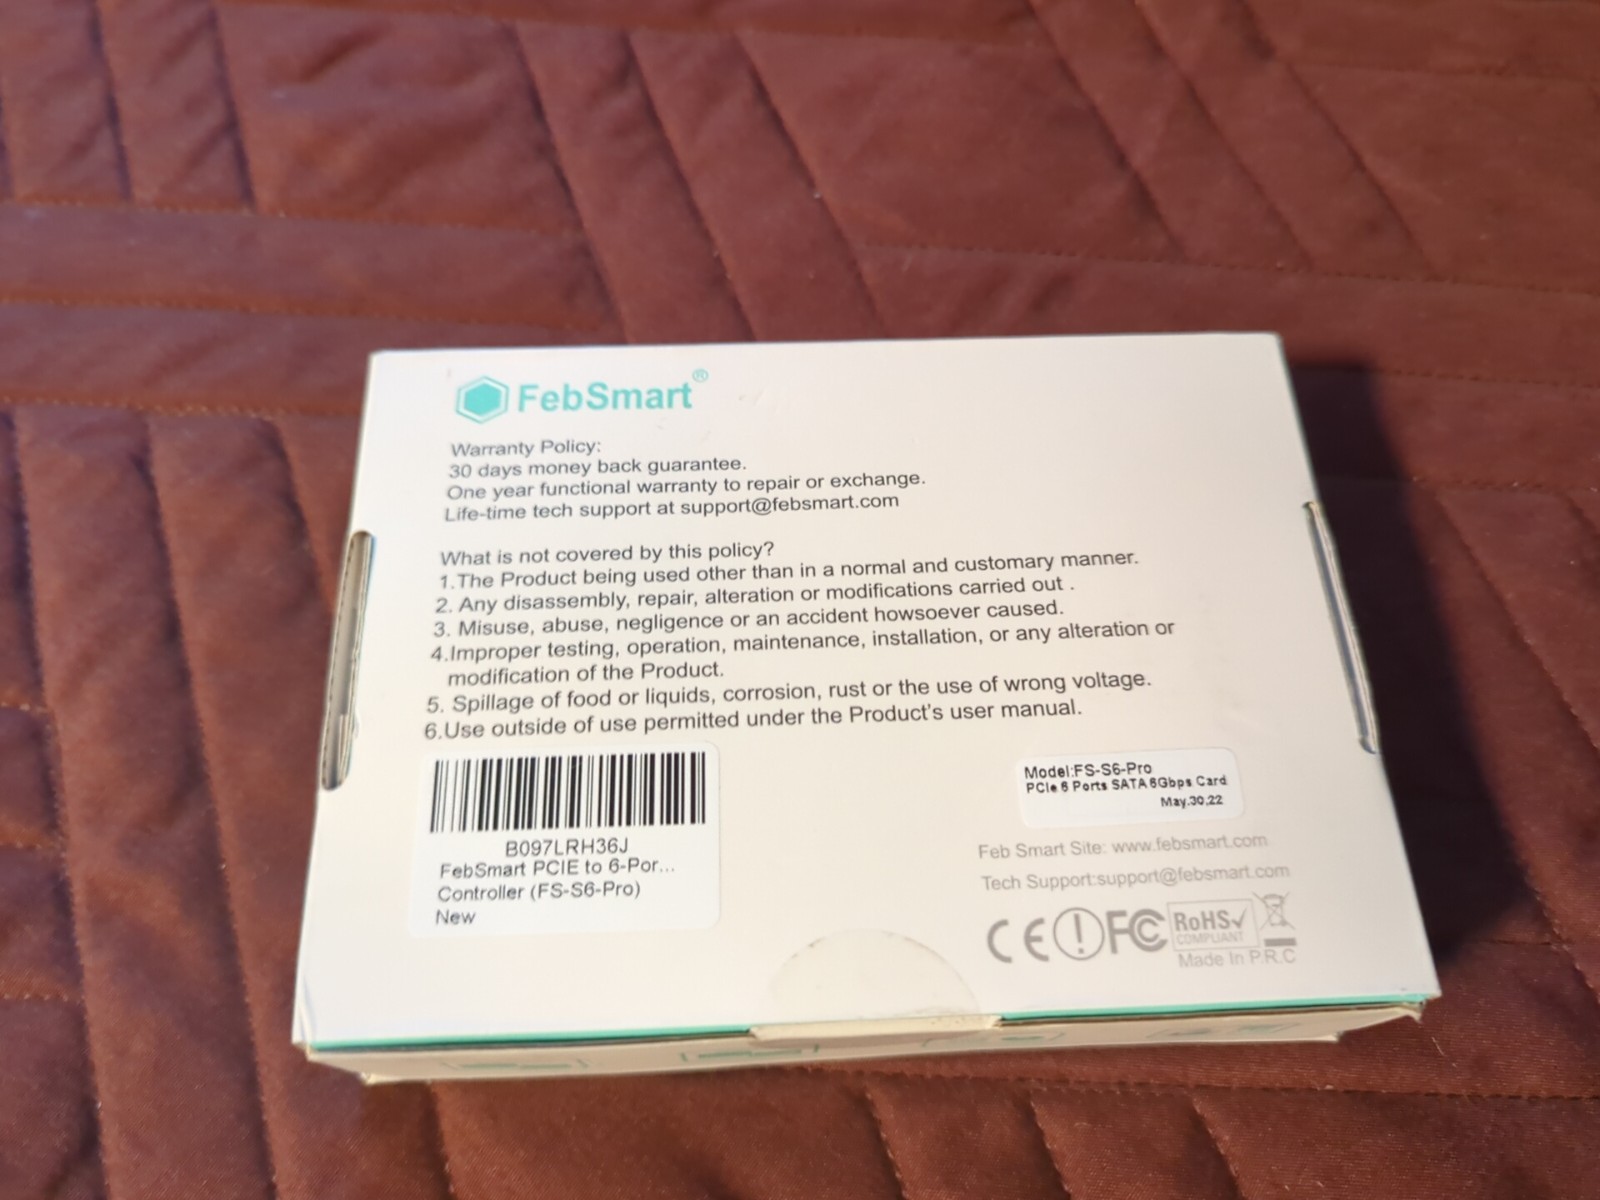 FebSmart®
Warranty Policy:
30 days money back guarantee.
One year functional warranty to repair or exchange.
Life-time tech support at support@febsmart.com
What is not covered by this policy?
1.The Product being used other than in a normal and customary manner.
2. Any disassembly, repair, alteration or modifications carried out .
3. Misuse, abuse, negligence or an accident howsoever caused.
4.Improper testing, operation, maintenance, installation, or any alteration or
modification of the Product.
5. Spillage of food or liquids, corrosion, rust or the use of wrong voltage.
6.Use outside of use permitted under the Product's user manual.
B097LRH36J
FebSmart PCIE to 6-Por...
Controller (FS-S6-Pro)
New
Model:FS-S6-Pro
PCIe 6 Ports SATA 6Gbps Card
May.30.22
Feb Smart Site: www.febsmart.com
Tech Support:support@febsmart.com
CE FC RoHS✓
COMPLIANT
Made In P.R.C